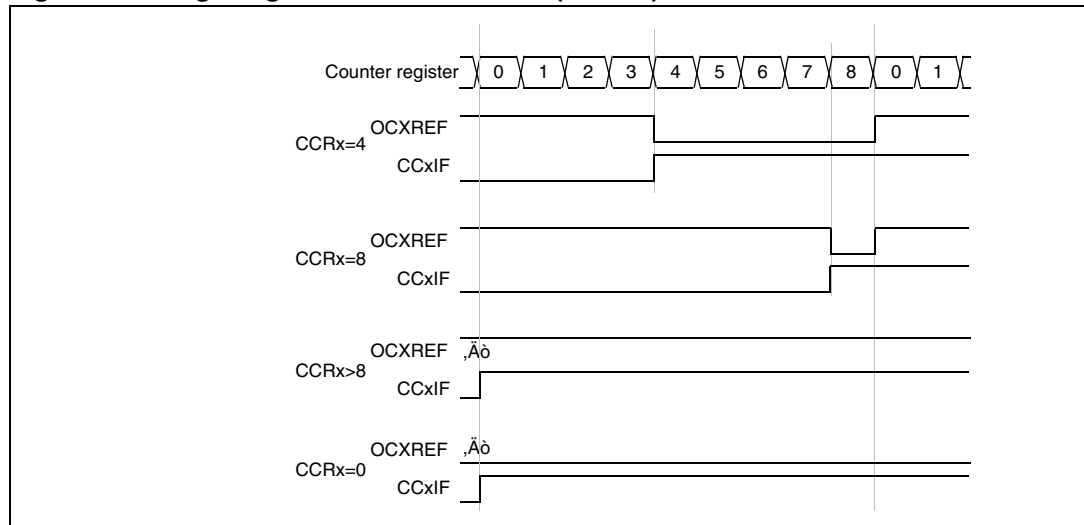 Counter register 0 1 2 3 4 5 6 7 8 0 1
OCXREF
CCRx=4
CCxIF
OCXREF
CCRx=8
CCxIF
OCXREF ‚Äò
CCRx>8
CCxIF
OCXREF ‚Äò
CCRx=0
CCxIF